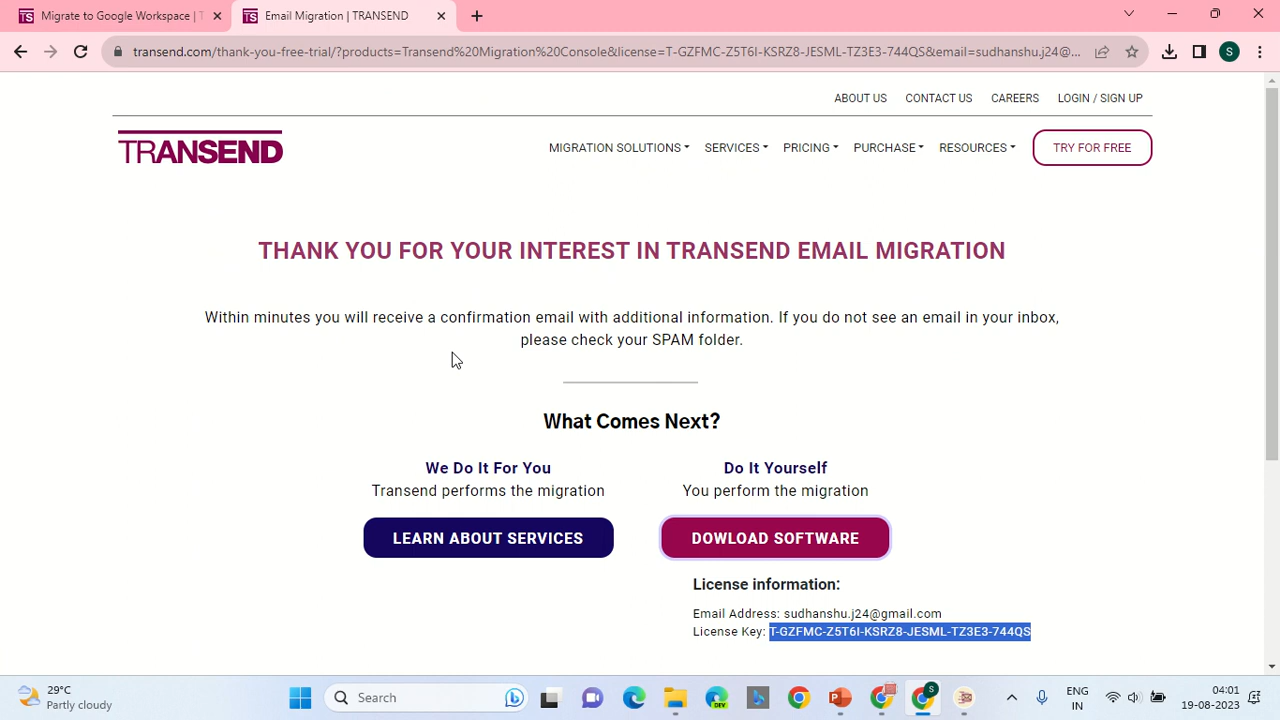 Migrate to Google Workspace | T
Email Migration | TRANSEND
transend.com/thank-you-free-trial/?products=Transend%20Migration%20Console&license=T-GZFMC-Z5T6I-KSRZ8-JESML-TZ3E3-744QS&email=sudhanshu.j24@...
S
ABOUT US CONTACT US CAREERS LOGIN / SIGN UP
TRANSEND
MIGRATION SOLUTIONS SERVICES PRICING PURCHASE RESOURCES TRY FOR FREE
THANK YOU FOR YOUR INTEREST IN TRANSEND EMAIL MIGRATION
Within minutes you will receive a confirmation email with additional information. If you do not see an email in your inbox,
please check your SPAM folder.
What Comes Next?
We Do It For You
Transend performs the migration
LEARN ABOUT SERVICES
Do It Yourself
You perform the migration
DOWLOAD SOFTWARE
License information:
Email Address: sudhanshu.j24@gmail.com
License Key: T-GZFMC-Z5T6I-KSRZ8-JESML-TZ3E3-744QS
29°C
Partly cloudy
Search
DEV
S
ENG
IN
04:01
19-08-2023